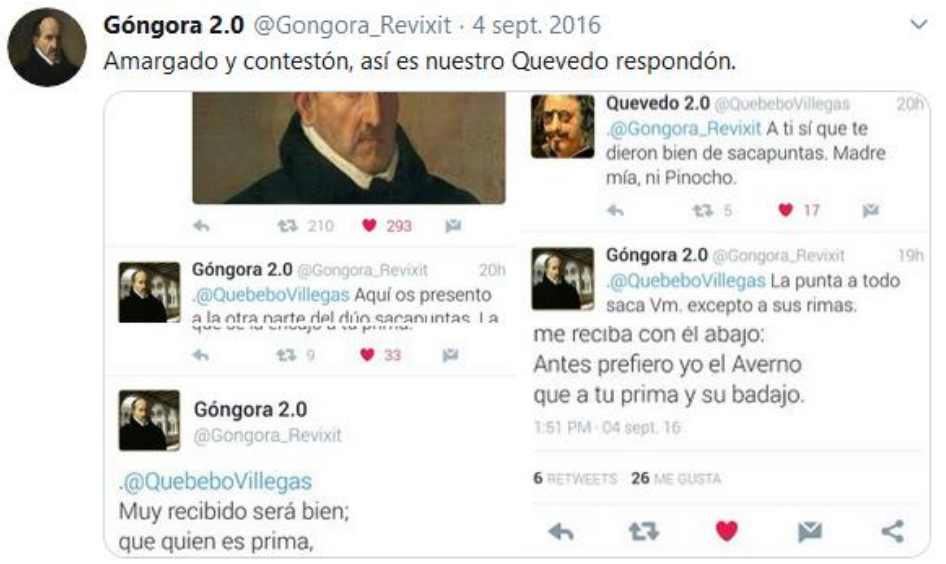 Góngora 2.0 @Gongora_Revixit · 4 sept. 2016
Amargado y contestón, así es nuestro Quevedo respondón.
210 293
Góngora 2.0 @Gongora_Revixit 20h
.@QuebeboVillegas Aquí os presento
a la otra parte del dúo sacapuntas. La
9 33
Góngora 2.0
@Gongora_Revixit
.@QuebeboVillegas
Muy recibido será bien;
que quien es prima,
Quevedo 2.0 @QuebeboVillegas 20h
.@Gongora_Revixit A ti sí que te
dieron bien de sacapuntas. Madre
mía, ni Pinocho.
5 17
Góngora 2.0 @Gongora_Revixit 19h
.@QuebeboVillegas La punta a todo
saca Vm. excepto a sus rimas.
me reciba con él abajo:
Antes prefiero yo el Averno
que a tu prima y su badajo.
1:51 PM · 04 sept. 16
6 RETWEETS 26 ME GUSTA